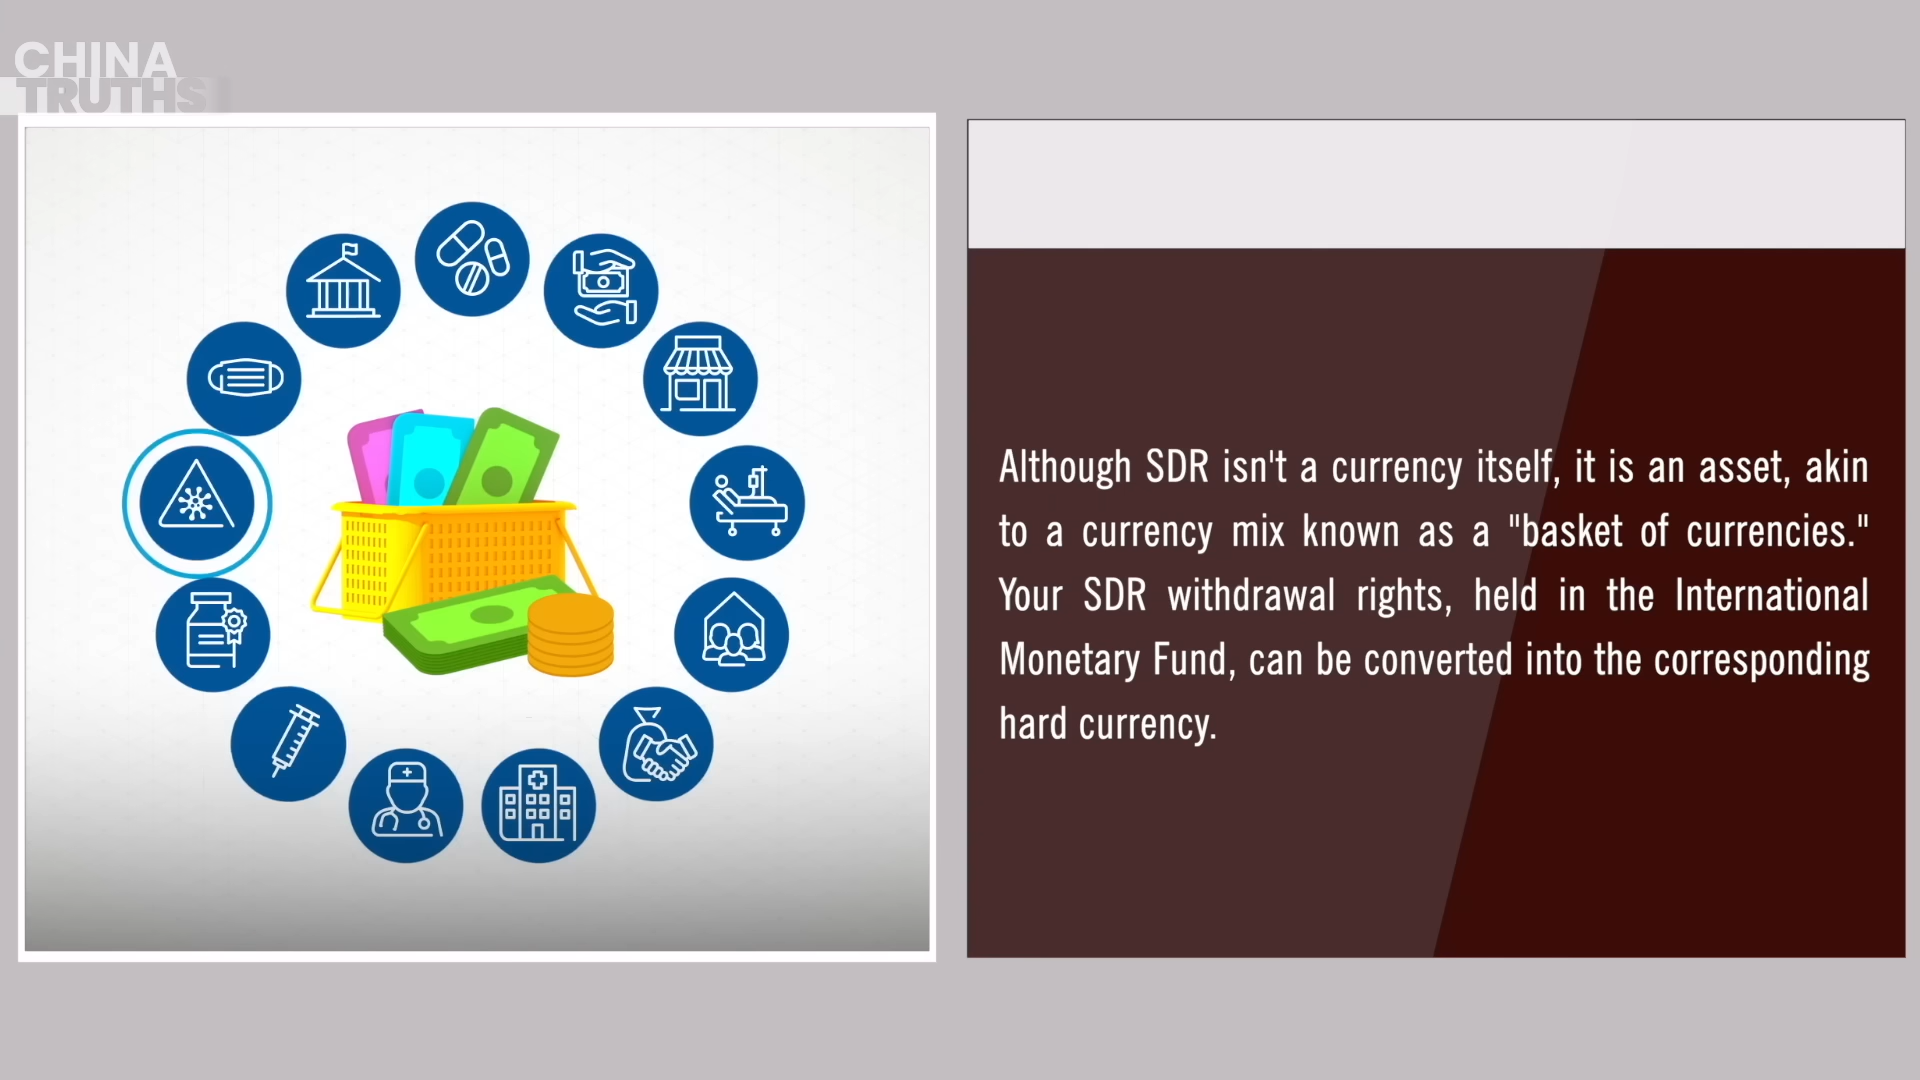 CHINA
TRUTHS
Although SDR isn't a currency itself, it is an asset, akin
to a currency mix known as a "basket of currencies."
Your SDR withdrawal rights, held in the International
Monetary Fund, can be converted into the corresponding
hard currency.